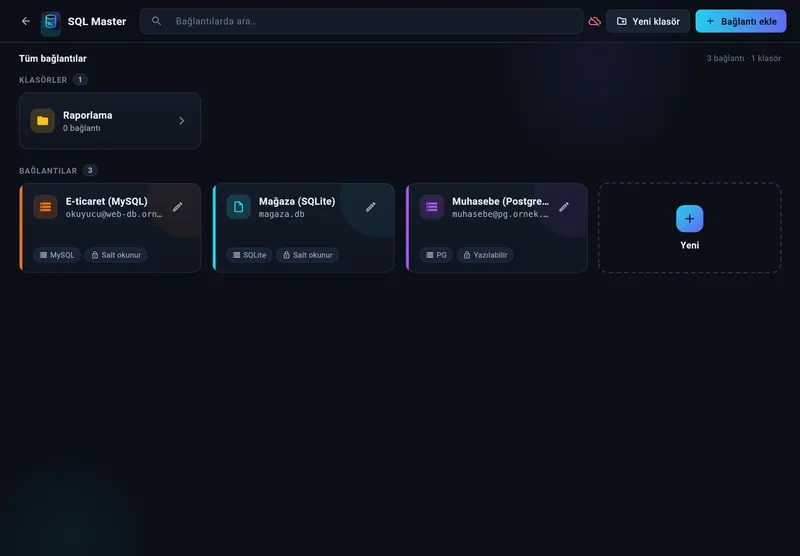 SQL Master
Bağlantılarda ara…
Yeni klasör
Bağlantı ekle
Tüm bağlantılar
3 bağlantı · 1 klasör
KLASÖRLER 1
Raporlama
0 bağlantı
BAĞLANTILAR 3
E-ticaret (MySQL)
okuyucu@web-db.orn…
MySQL
Salt okunur
Mağaza (SQLite)
magaza.db
SQLite
Salt okunur
Muhasebe (Postgre…
muhasebe@pg.ornek.…
PG
Yazılabilir
Yeni